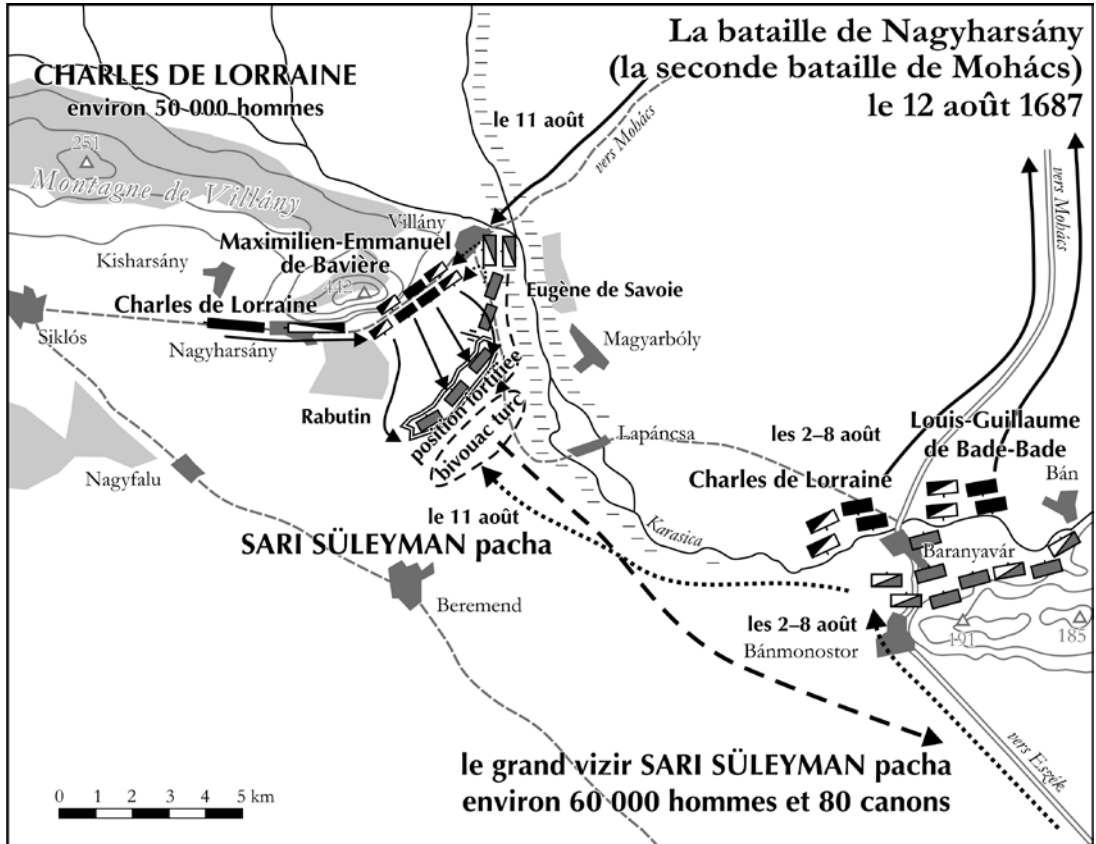 La bataille de Nagyharsány
(la seconde bataille de Mohács)
le 12 août 1687
CHARLES DE LORRAINE
environ 50 000 hommes
le 11 août
vers Mohács
251
Montagne de Villány
Villány
vers Mohács
Maximilien-Emmanuel
de Bavière
Kisharsány
442
Eugène de Savoie
Charles de Lorraine
Siklós
Nagyharsány
Magyarbóly
position fortifiée
Rabutin
bivouac turc
Lapáncsa
les 2–8 août
Louis-Guillaume
de Bade-Bade
Nagyfalu
Charles de Lorraine
Bán
le 11 août
Karasica
SARI SÜLEYMAN pacha
Baranyavár
Beremend
les 2–8 août
Bánmonostor
191
185
vers Eszék
le grand vizir SARI SÜLEYMAN pacha
environ 60 000 hommes et 80 canons
0 1 2 3 4 5 km